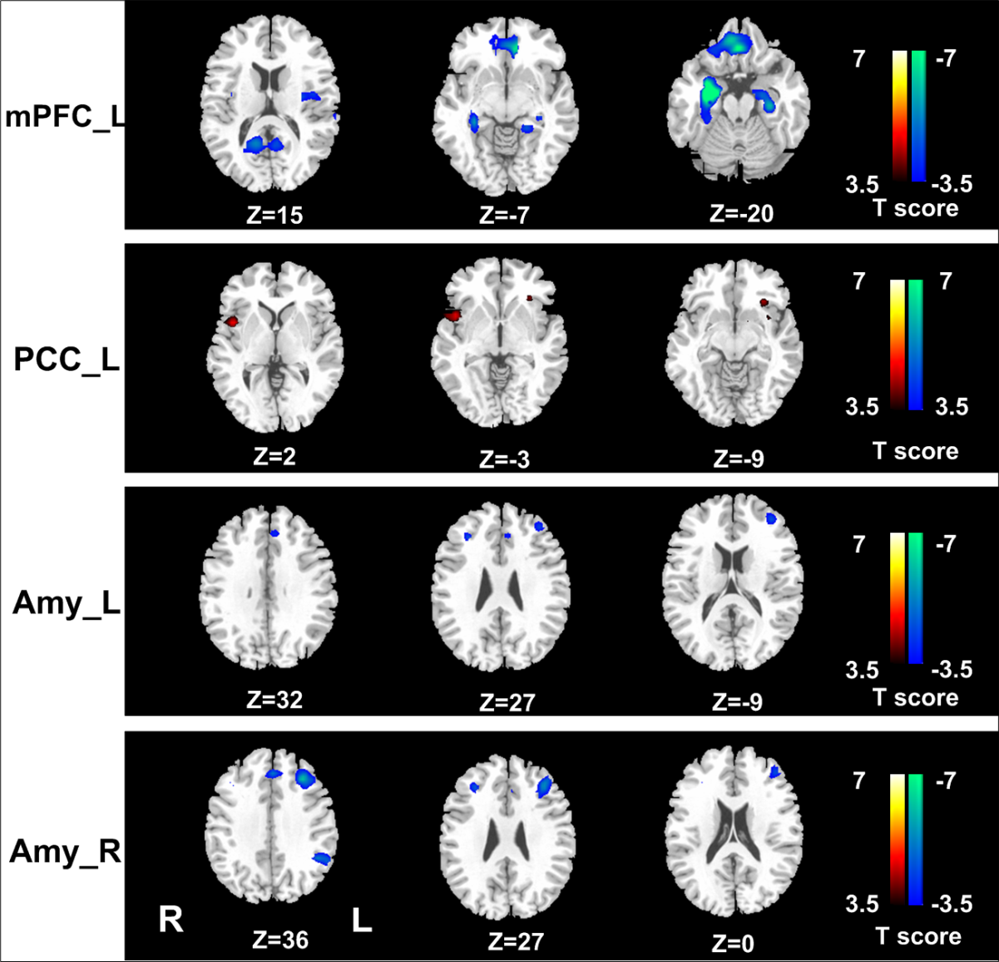 mPFC_L
7 -7
3.5 -3.5
T score
Z=15 Z=-7 Z=-20
PCC_L
7 7
3.5 3.5
T score
Z=2 Z=-3 Z=-9
Amy_L
7 -7
3.5 -3.5
T score
Z=32 Z=27 Z=-9
Amy_R
7 -7
3.5 -3.5
T score
R L
Z=36 Z=27 Z=0